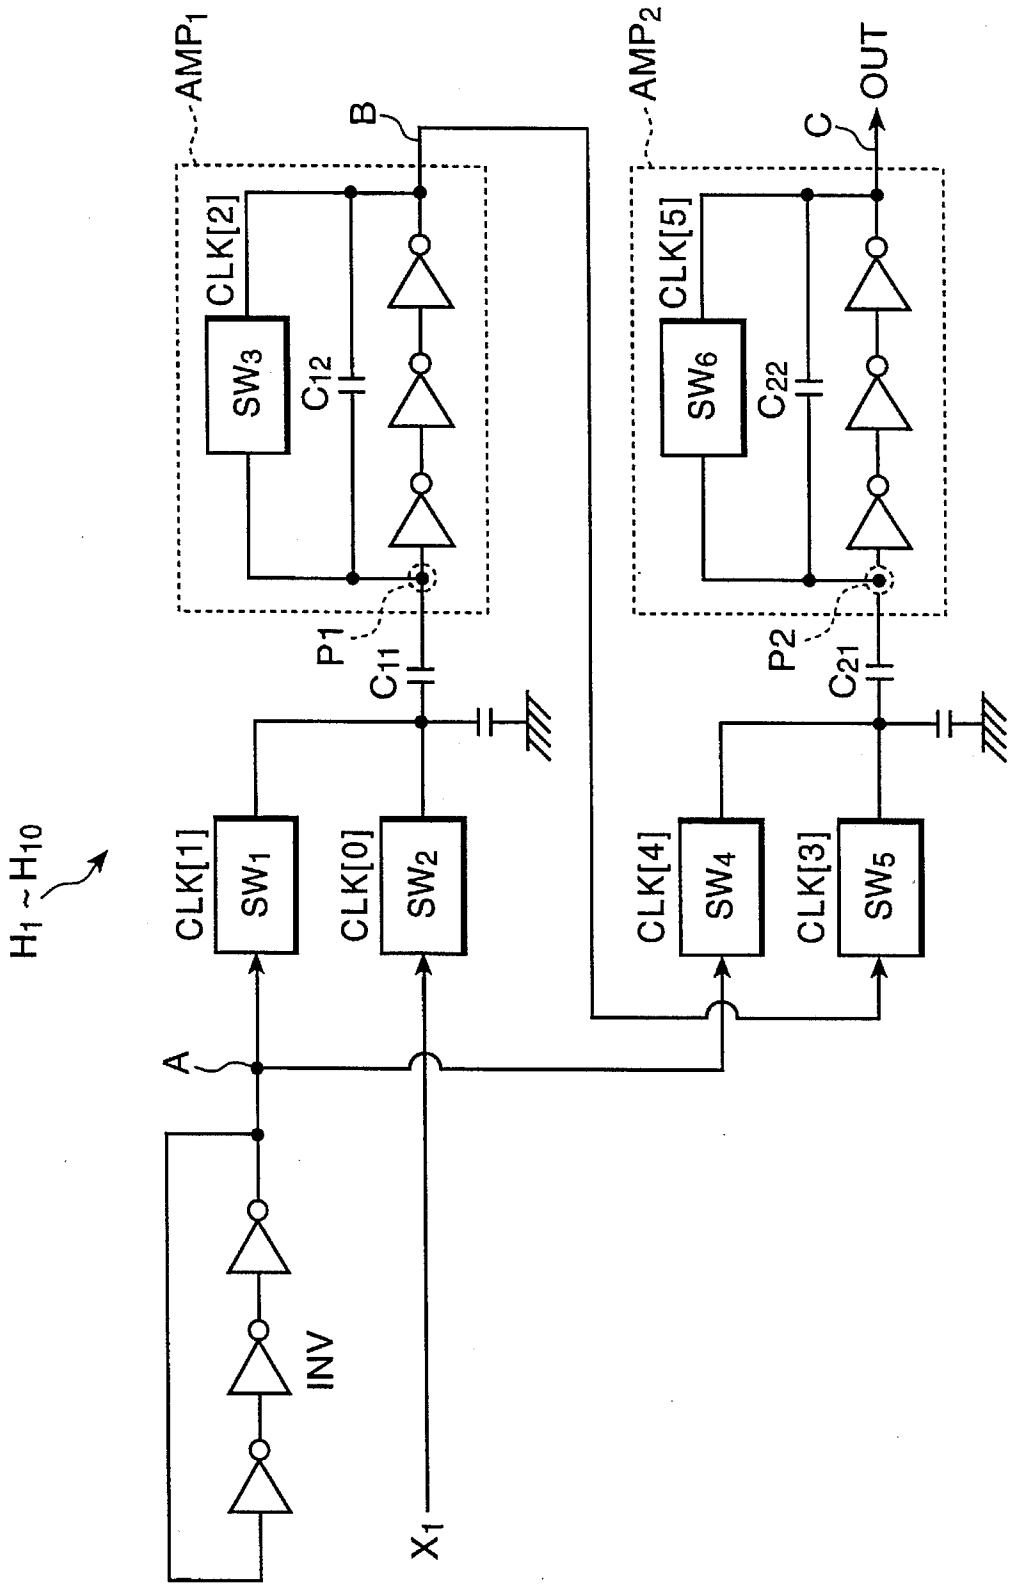 H1 ~ H10
A
INV
X1
CLK[1]
SW1
CLK[0]
SW2
C11
P1
CLK[2]
SW3
C12
AMP1
B
CLK[4]
SW4
CLK[3]
SW5
C21
P2
CLK[5]
SW6
C22
AMP2
C
OUT